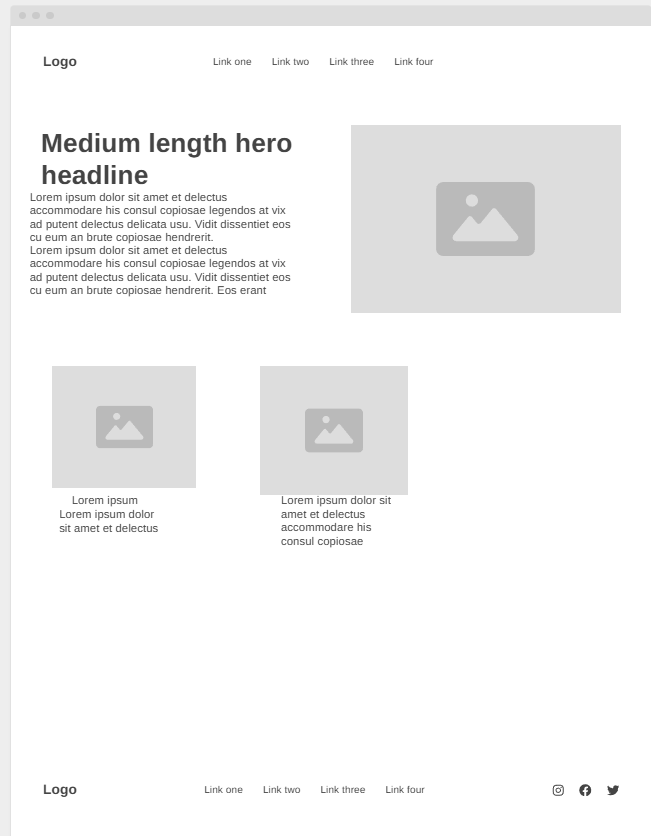 Logo
Link one Link two Link three Link four
Medium length hero
headline
Lorem ipsum dolor sit amet et delectus
accommodare his consul copiosae legendos at vix
ad putent delectus delicata usu. Vidit dissentiet eos
cu eum an brute copiosae hendrerit.
Lorem ipsum dolor sit amet et delectus
accommodare his consul copiosae legendos at vix
ad putent delectus delicata usu. Vidit dissentiet eos
cu eum an brute copiosae hendrerit. Eos erant
Lorem ipsum
Lorem ipsum dolor
sit amet et delectus
Lorem ipsum dolor sit
amet et delectus
accommodare his
consul copiosae
Logo
Link one Link two Link three Link four